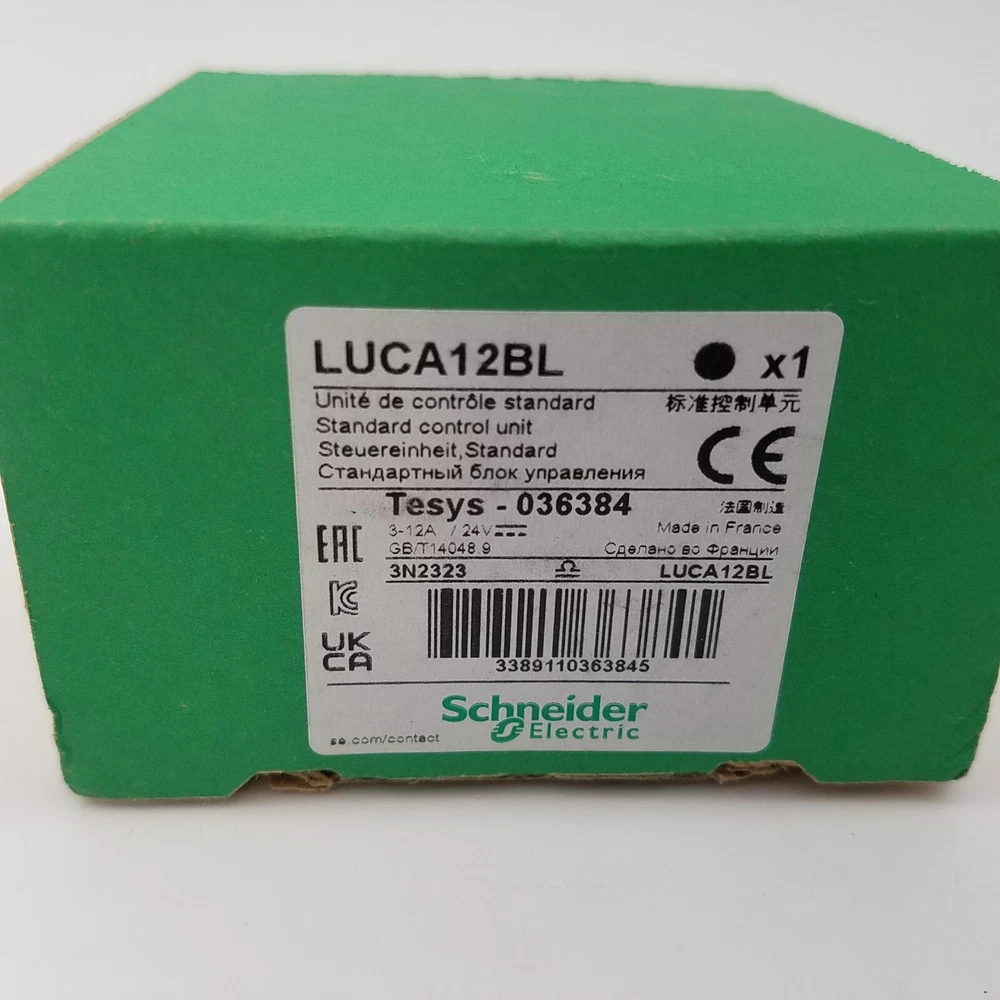 LUCA12BL x1
Unité de contrôle standard 标准控制单元
Standard control unit
Steuereinheit,Standard
Стандартный блок управления
CE
Tesys - 036384 法国制造
3-12A / 24V Made in France
GB/T14048.9 Сделано во Франции
EAC
3N2323 LUCA12BL
KC
UK
CA
3389110363845
Schneider
Electric
se.com/contact